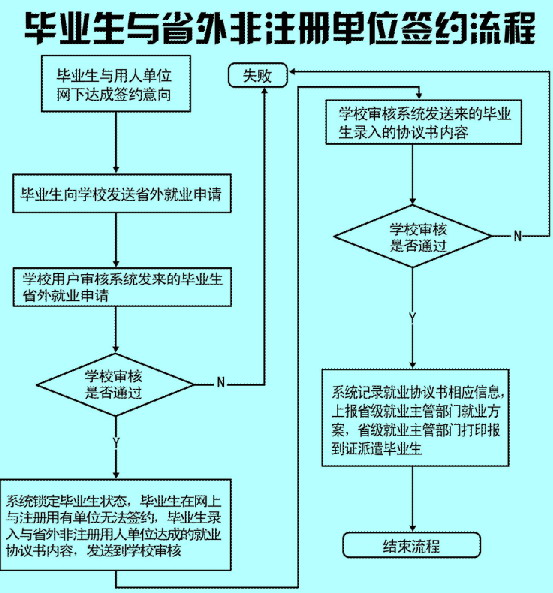 毕业生与省外非注册单位签约流程
毕业生与用人单位
网下达成签约意向
失败
毕业生向学校发送省外就业申请
学校用户审核系统发来的毕业生
省外就业申请
学校审核
是否通过
N
Y
系统锁定毕业生状态，毕业生在网上
与注册用有单位无法签约，毕业生录
入与省外非注册用人单位达成的就业
协议书内容，发送到学校审核
学校审核系统发送来的毕业
生录入的协议书内容
学校审核
是否通过
N
Y
系统记录就业协议书相应信息，
上报省级就业主管部门就业方
案，省级就业主管部门打印报
到证派遣毕业生
结束流程